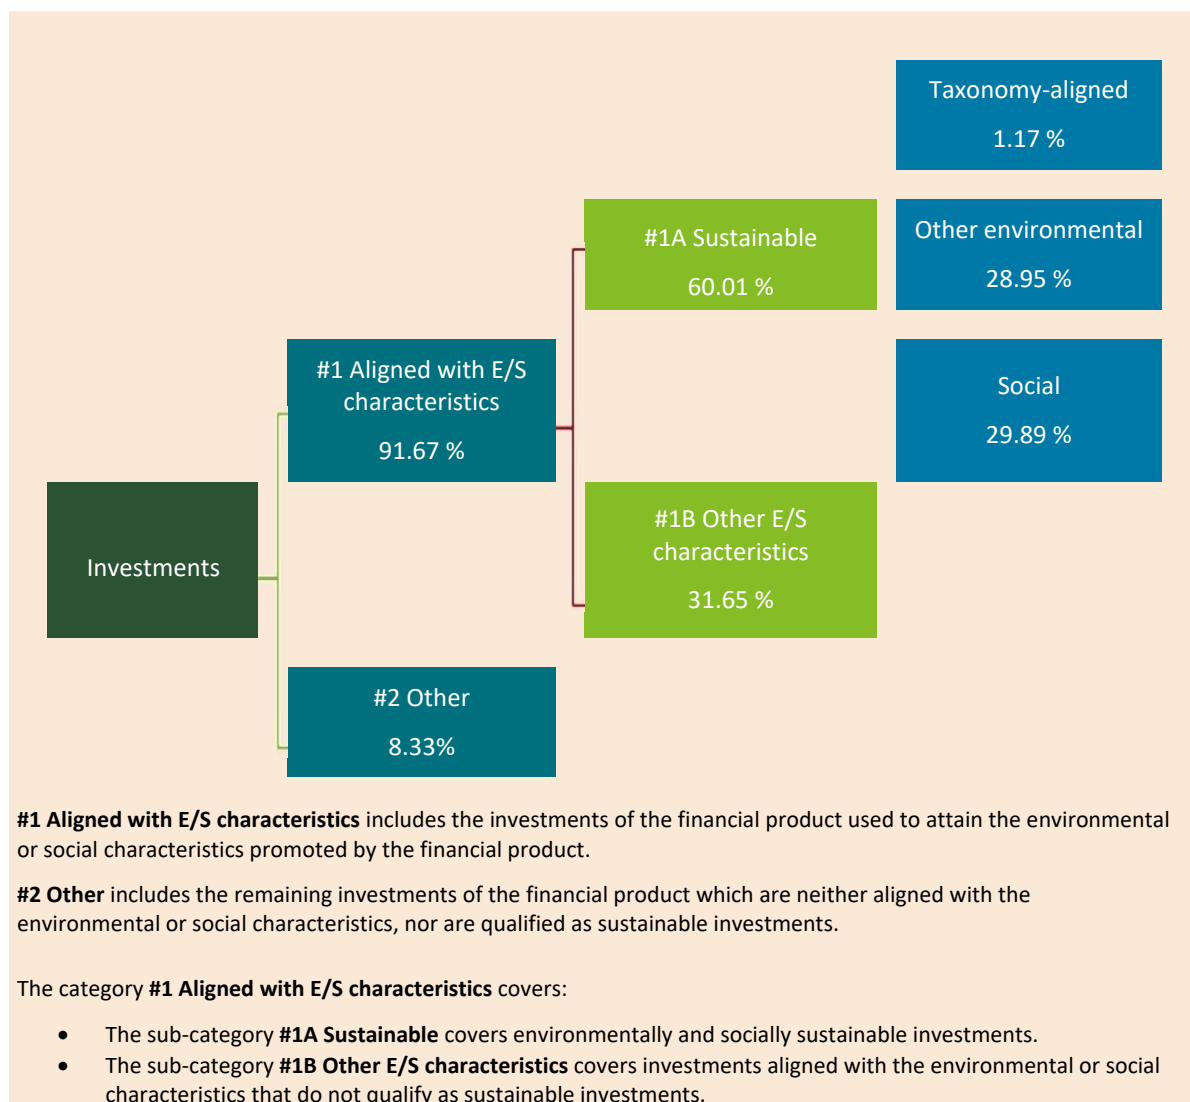 Taxonomy-aligned
1.17 %
#1A Sustainable
60.01 %
Other environmental
28.95 %
#1 Aligned with E/S
characteristics
91.67 %
Social
29.89 %
Investments
#1B Other E/S
characteristics
31.65 %
#2 Other
8.33%
#1 Aligned with E/S characteristics includes the investments of the financial product used to attain the environmental
or social characteristics promoted by the financial product.
#2 Other includes the remaining investments of the financial product which are neither aligned with the
environmental or social characteristics, nor are qualified as sustainable investments.
The category #1 Aligned with E/S characteristics covers:
• The sub-category #1A Sustainable covers environmentally and socially sustainable investments.
• The sub-category #1B Other E/S characteristics covers investments aligned with the environmental or social
characteristics that do not qualify as sustainable investments.